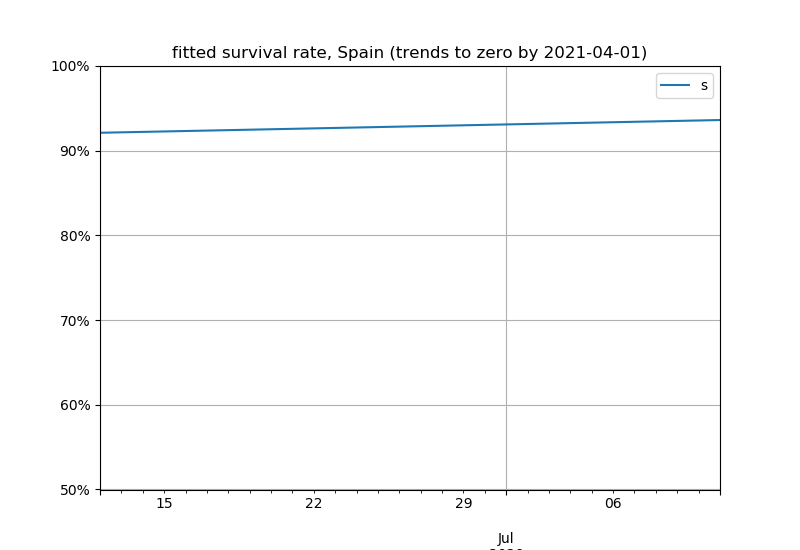 fitted survival rate, Spain (trends to zero by 2021-04-01)
100%
s
90%
80%
70%
60%
50%
15 22 29 06
Jul